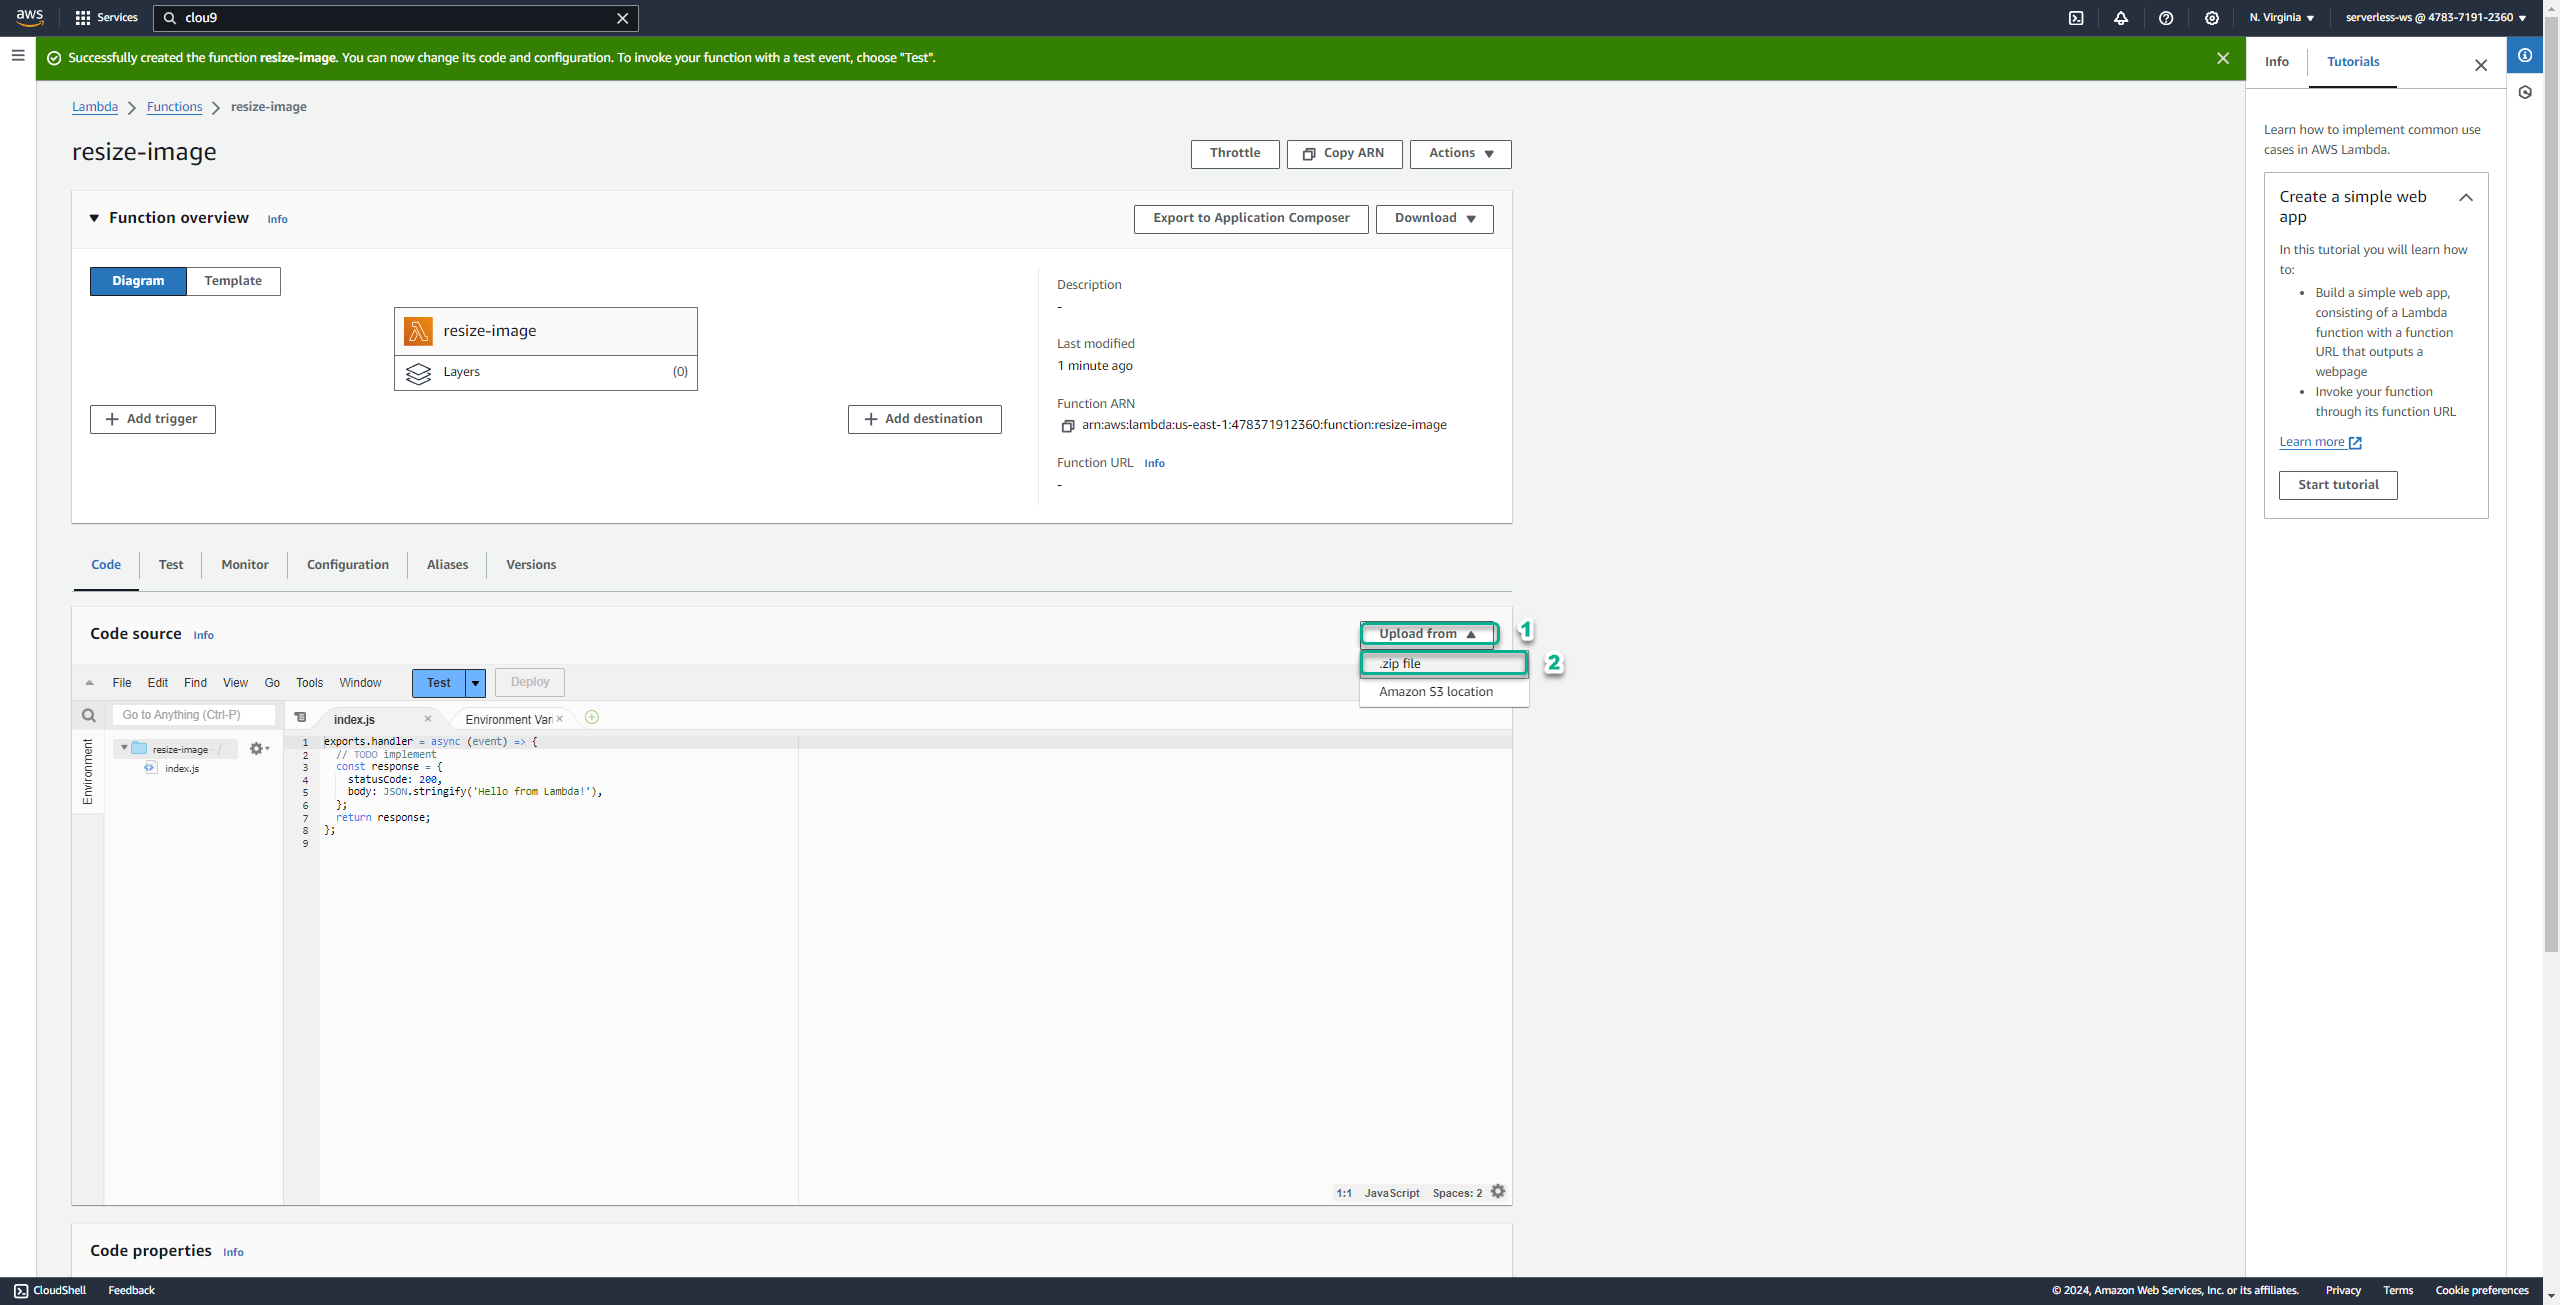 aws Services clou9 N. Virginia serverless-ws @ 4783-7191-2360
Successfully created the function resize-image. You can now change its code and configuration. To invoke your function with a test event, choose "Test".
Lambda Functions resize-image
resize-image
Throttle Copy ARN Actions
Function overview Info
Export to Application Composer Download
Diagram Template
resize-image
Layers (0)
+ Add trigger
+ Add destination
Description
-
Last modified
1 minute ago
Function ARN
arn:aws:lambda:us-east-1:478371912360:function:resize-image
Function URL Info
-
Code Test Monitor Configuration Aliases Versions
Code source Info
Upload from 1
.zip file 2
Amazon S3 location
File Edit Find View Go Tools Window Test Deploy
Go to Anything (Ctrl-P)
index.js × Environment Vari ×
Environment
resize-image - /
index.js
1 exports.handler = async (event) => {
2 // TODO implement
3 const response = {
4 statusCode: 200,
5 body: JSON.stringify('Hello from Lambda!'),
6 };
7 return response;
8 };
9
1:1 JavaScript Spaces: 2
Code properties Info
Info Tutorials
Learn how to implement common use
cases in AWS Lambda.
Create a simple web
app
In this tutorial you will learn how
to:
• Build a simple web app,
consisting of a Lambda
function with a function
URL that outputs a
webpage
• Invoke your function
through its function URL
Learn more
Start tutorial
CloudShell Feedback
© 2024, Amazon Web Services, Inc. or its affiliates. Privacy Terms Cookie preferences